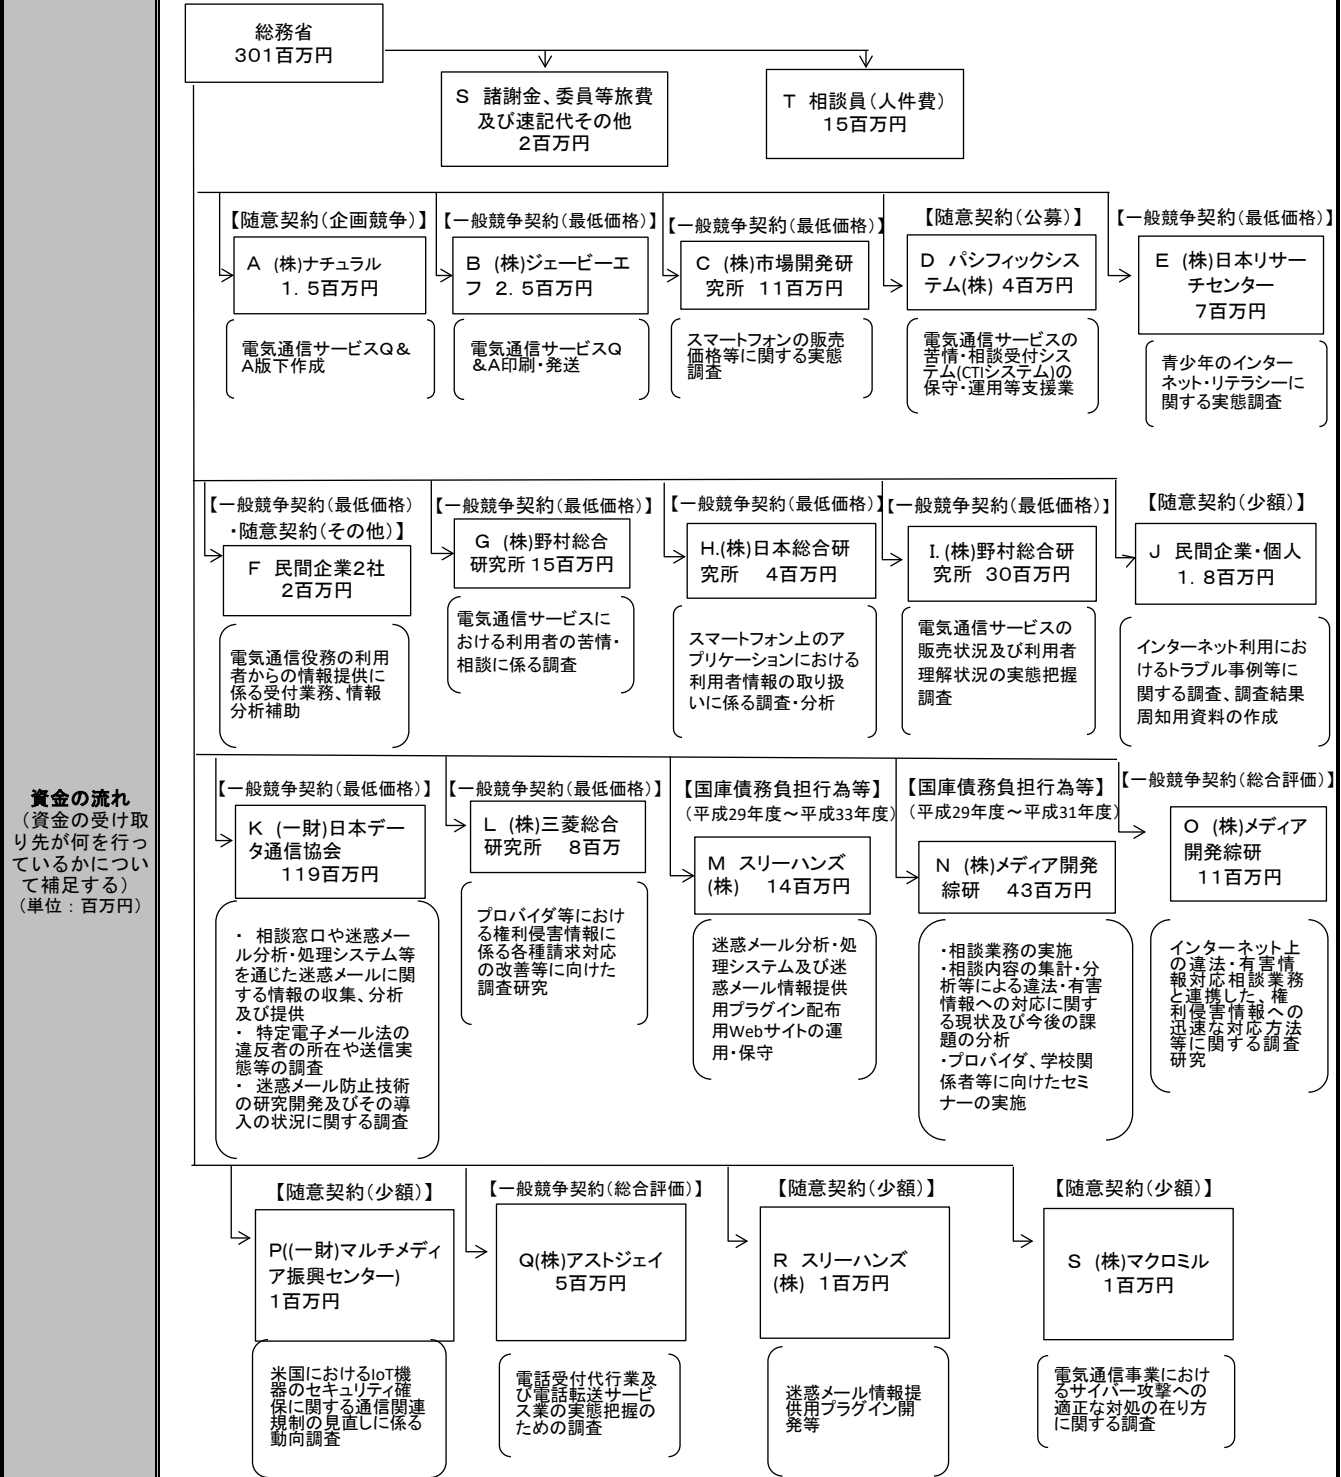 資金の流れ
（資金の受け取
り先が何を行っ
ているかについ
て補足する）
（単位：百万円）
総務省
３０１百万円
Ｓ 諸謝金、委員等旅費
及び速記代その他
２百万円
Ｔ 相談員（人件費）
１５百万円
【随意契約（企画競争）】
Ａ (株)ナチュラル
１．５百万円
電気通信サービスＱ＆
Ａ版下作成
【一般競争契約（最低価格）】
Ｂ (株)ジェービーエ
フ ２．５百万円
電気通信サービスＱ
＆Ａ印刷・発送
【一般競争契約（最低価格）】
Ｃ (株)市場開発研
究所 １１百万円
スマートフォンの販売
価格等に関する実態
調査
【随意契約（公募）】
Ｄ パシフィックシス
テム(株) ４百万円
電気通信サービスの
苦情・相談受付シス
テム(CTIシステム)の
保守・運用等支援業
【一般競争契約（最低価格）】
Ｅ (株)日本リサー
チセンター
７百万円
青少年のインター
ネット・リテラシーに
関する実態調査
【一般競争契約（最低価格）
・随意契約（その他）】
Ｆ 民間企業２社
２百万円
電気通信役務の利用
者からの情報提供に
係る受付業務、情報
分析補助
【一般競争契約（最低価格）】
Ｇ (株)野村総合
研究所 １５百万円
電気通信サービスに
おける利用者の苦情・
相談に係る調査
【一般競争契約（最低価格）】
Ｈ.(株)日本総合研
究所 ４百万円
スマートフォン上のア
プリケーションにおける
利用者情報の取り扱
いに係る調査・分析
【一般競争契約（最低価格）】
Ｉ. (株)野村総合研
究所 ３０百万円
電気通信サービスの
販売状況及び利用者
理解状況の実態把握
調査
【随意契約（少額）】
Ｊ 民間企業・個人
１．８百万円
インターネット利用にお
けるトラブル事例等に
関する調査、調査結果
周知用資料の作成
【一般競争契約（最低価格）】
Ｋ (一財)日本デー
タ通信協会
１１９百万円
・ 相談窓口や迷惑メー
ル分析・処理システム等
を通じた迷惑メールに関
する情報の収集、分析
及び提供
・ 特定電子メール法の
違反者の所在や送信実
態等の調査
・ 迷惑メール防止技術
の研究開発及びその導
入の状況に関する調査
【一般競争契約（最低価格）】
Ｌ (株)三菱総合
研究所 ８百万
プロバイダ等におけ
る権利侵害情報に
係る各種請求対応
の改善等に向けた
調査研究
【国庫債務負担行為等】
（平成29年度～平成33年度）
Ｍ スリーハンズ
(株) １４百万円
迷惑メール分析・処
理システム及び迷
惑メール情報提供
用プラグイン配布
用Webサイトの運
用・保守
【国庫債務負担行為等】
（平成29年度～平成31年度）
Ｎ (株)メディア開発
綜研 ４３百万円
・相談業務の実施
・相談内容の集計・分
析等による違法・有害
情報への対応に関す
る現状及び今後の課
題の分析
・プロバイダ、学校関
係者等に向けたセミ
ナーの実施
【一般競争契約（総合評価）】
Ｏ (株)メディア
開発綜研
１１百万円
インターネット上
の違法・有害情
報対応相談業務
と連携した、権
利侵害情報への
迅速な対応方法
等に関する調査
研究
【随意契約（少額）】
Ｐ((一財)マルチメディ
ア振興センター)
１百万円
米国におけるIoT機
器のセキュリティ確
保に関する通信関連
規制の見直しに係る
動向調査
【一般競争契約（総合評価）】
Ｑ(株)アストジェイ
５百万円
電話受付代行業及
び電話転送サービ
ス業の実態把握の
ための調査
【随意契約（少額）】
Ｒ スリーハンズ
(株) １百万円
迷惑メール情報提
供用プラグイン開
発等
【随意契約（少額）】
Ｓ (株)マクロミル
１百万円
電気通信事業におけ
るサイバー攻撃への
適正な対処の在り方
に関する調査